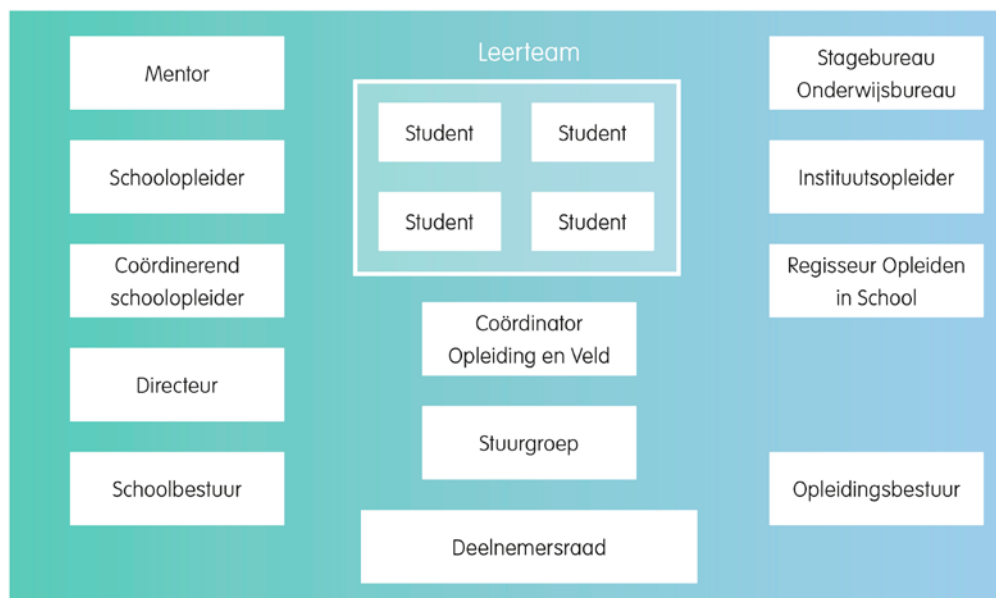 Mentor
Schoolopleider
Coördinerend
schoolopleider
Directeur
Schoolbestuur
Leerteam
Student
Student
Student
Student
Coördinator
Opleiding en Veld
Stuurgroep
Deelnemersraad
Stagebureau
Onderwijsbureau
Instituutsopleider
Regisseur Opleiden
in School
Opleidingsbestuur